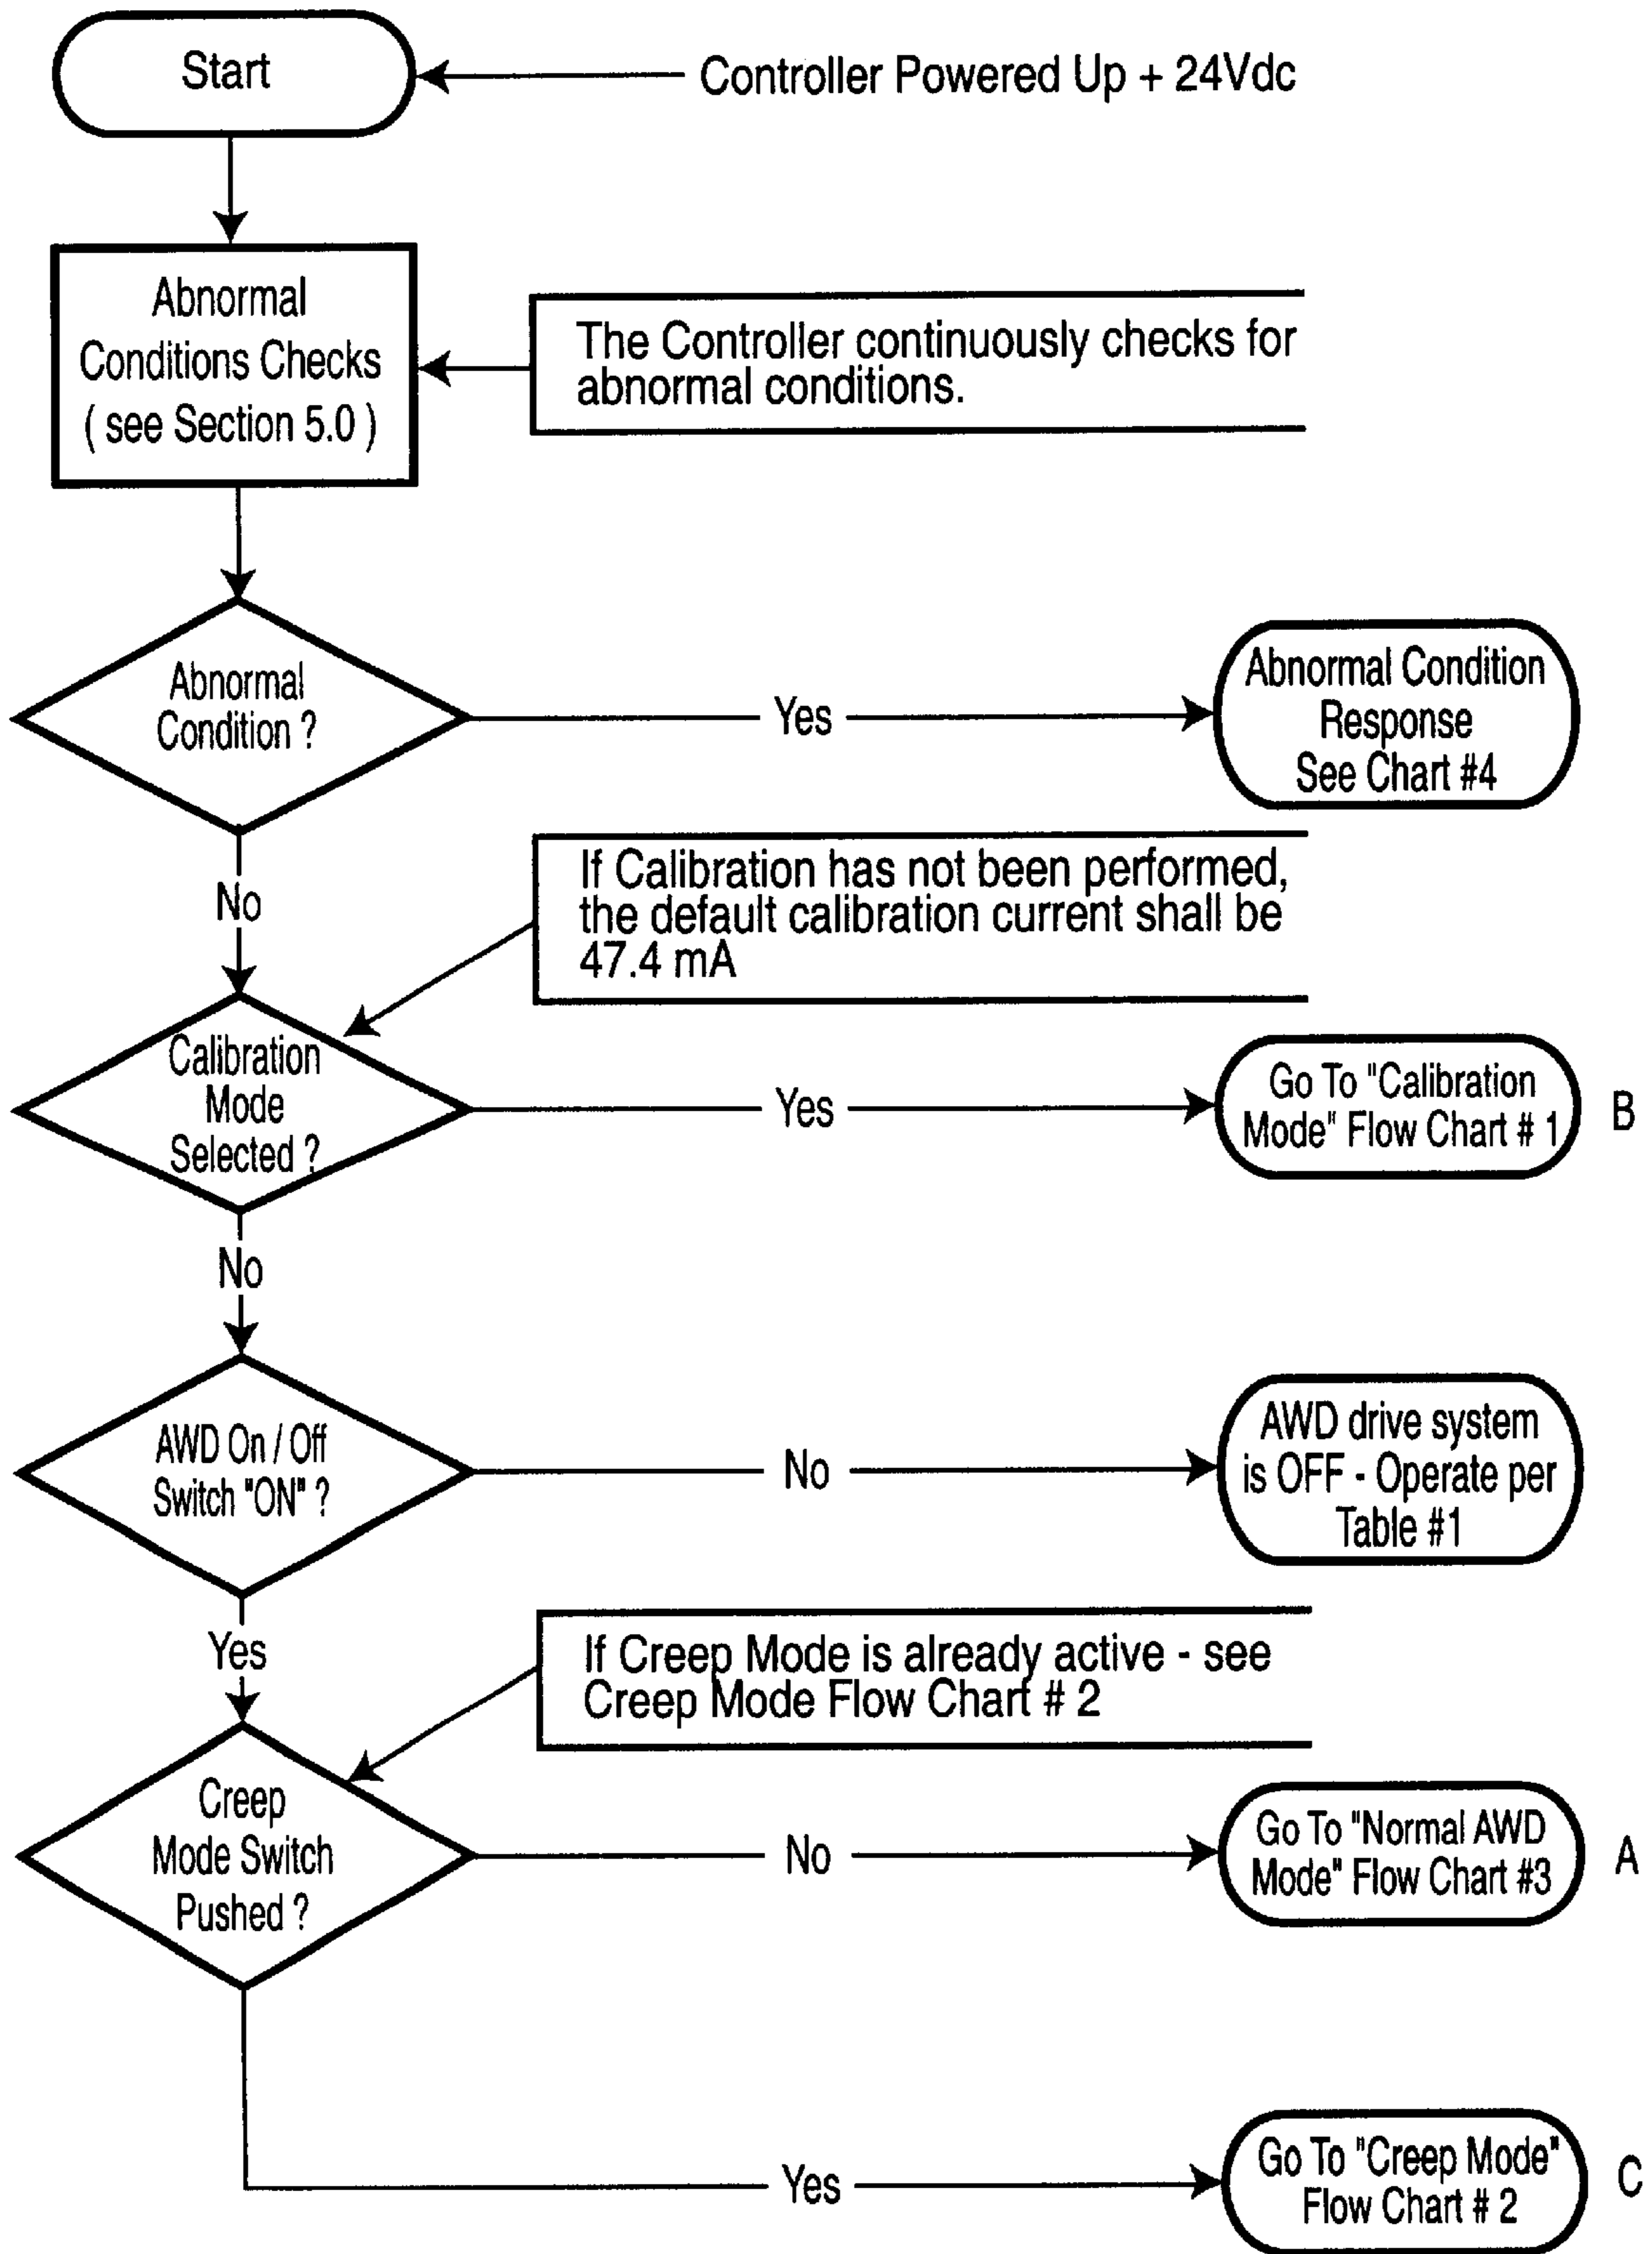 Start
Controller Powered Up + 24Vdc
Abnormal
Conditions Checks
( see Section 5.0 )
The Controller continuously checks for
abnormal conditions.
Abnormal
Condition ?
Yes
Abnormal Condition
Response
See Chart #4
No
If Calibration has not been performed,
the default calibration current shall be
47.4 mA
Calibration
Mode
Selected ?
Yes
Go To "Calibration
Mode" Flow Chart # 1
B
No
AWD On / Off
Switch "ON" ?
No
AWD drive system
is OFF - Operate per
Table #1
Yes
If Creep Mode is already active - see
Creep Mode Flow Chart # 2
Creep
Mode Switch
Pushed ?
No
Go To "Normal AWD
Mode" Flow Chart #3
A
Yes
Go To "Creep Mode"
Flow Chart # 2
C